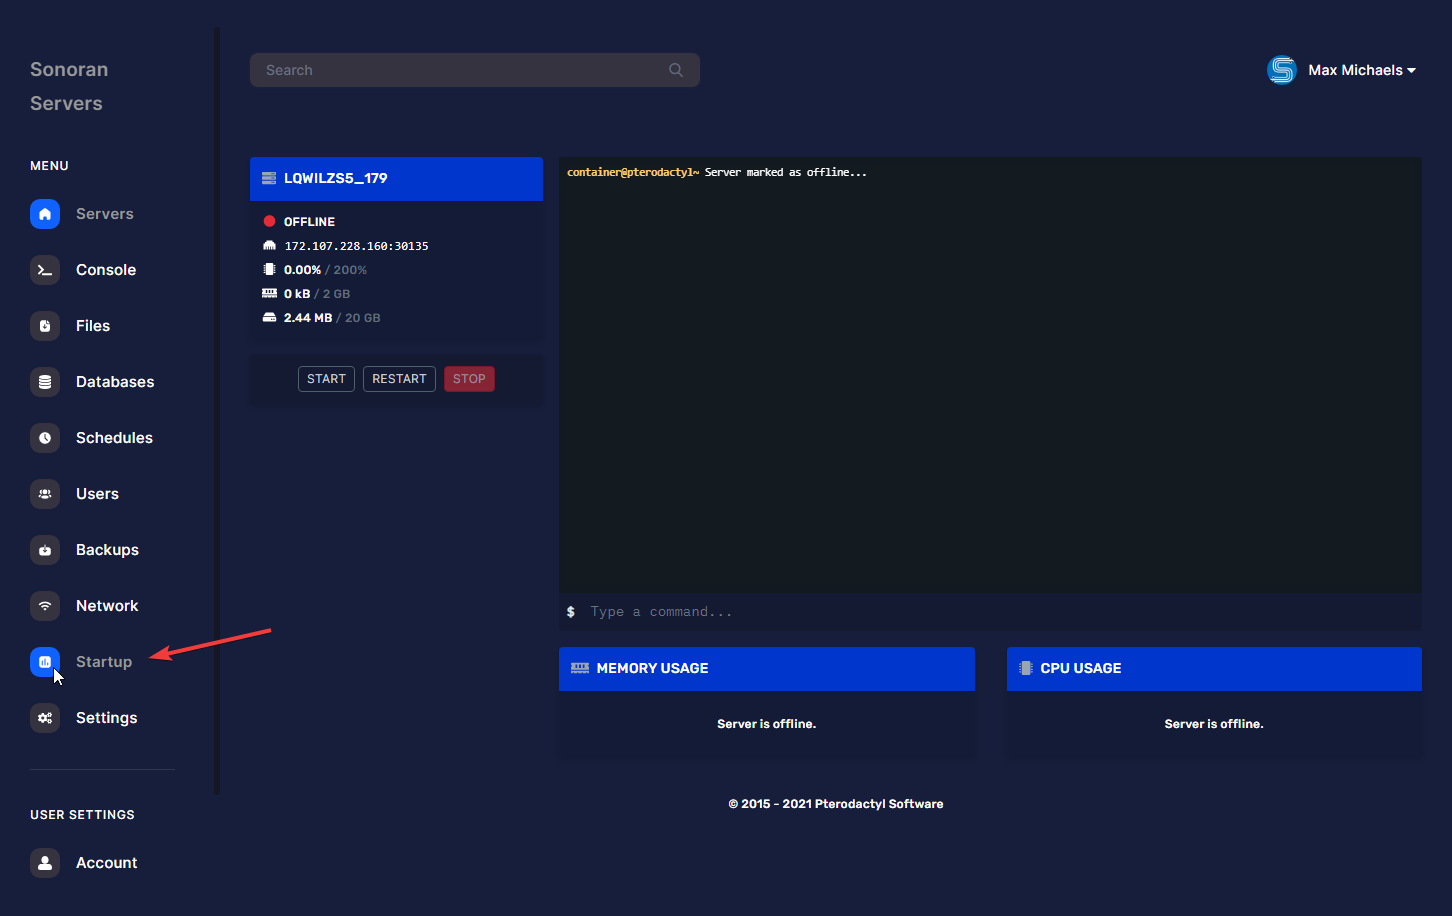 Sonoran
Servers
MENU
Servers
Console
Files
Databases
Schedules
Users
Backups
Network
Startup
Settings
USER SETTINGS
Account
Search
Max Michaels
LQWILZS5_179
OFFLINE
172.107.228.160:30135
0.00% / 200%
0 kB / 2 GB
2.44 MB / 20 GB
START RESTART STOP
container@pterodactyl~ Server marked as offline...
$ Type a command...
MEMORY USAGE
Server is offline.
CPU USAGE
Server is offline.
© 2015 - 2021 Pterodactyl Software